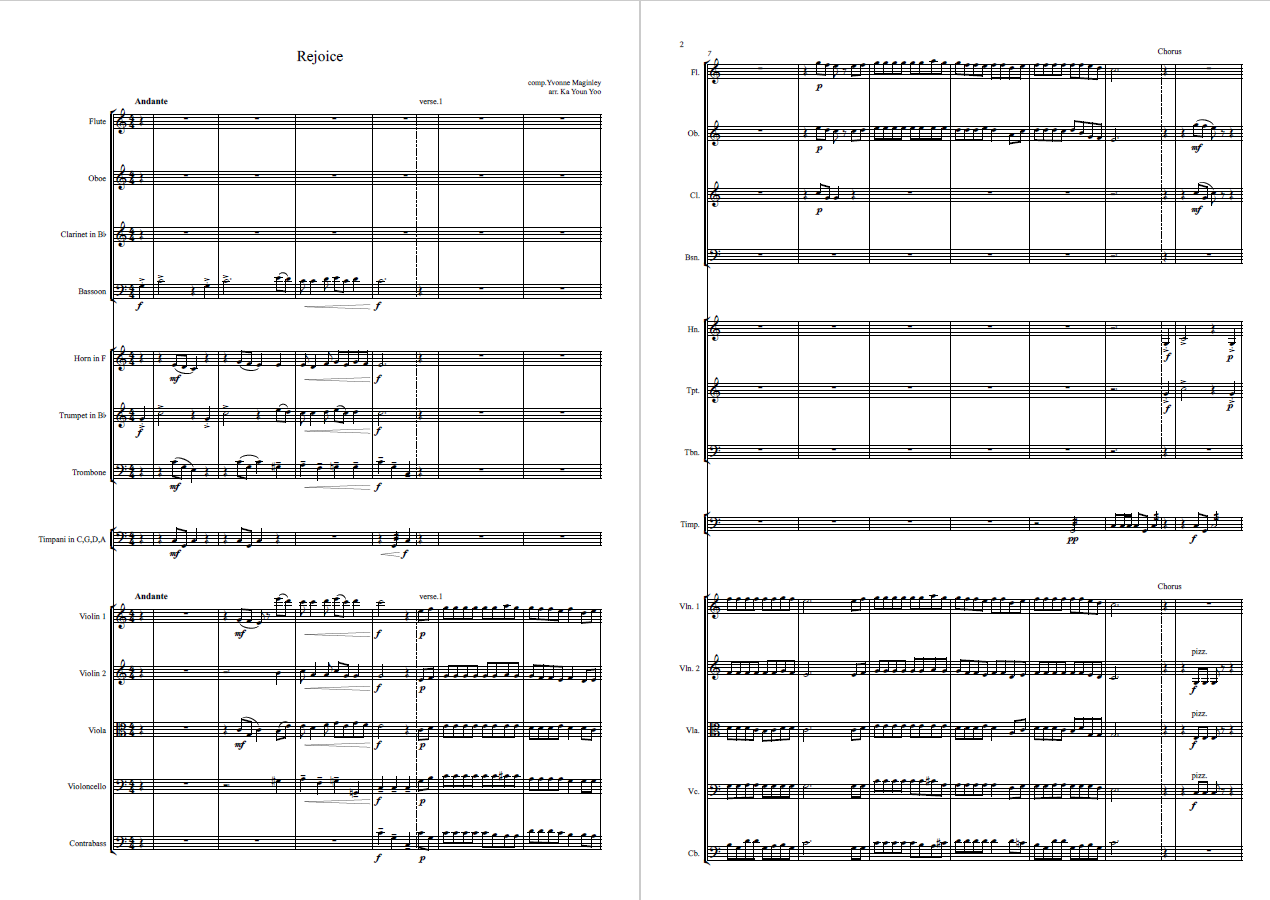 Rejoice
comp.Yvonne Maginley
arr. Ka Youn Yoo
Andante
verse.1
Flute
Oboe
Clarinet in B♭
Bassoon
f
f
Horn in F
mf
f
Trumpet in B♭
f
f
Trombone
mf
f
Timpani in C,G,D,A
mf
f
Andante
verse.1
Violin 1
mf
f
p
Violin 2
f
p
Viola
mf
f
p
Violoncello
f
p
Contrabass
f
p
2
7
Chorus
Fl.
p
Ob.
p
mf
Cl.
p
mf
Bsn.
Hn.
f
p
Tpt.
f
p
Tbn.
Timp.
pp
f
Chorus
Vln. 1
pizz.
Vln. 2
f
pizz.
Vla.
f
pizz.
Vc.
f
Cb.